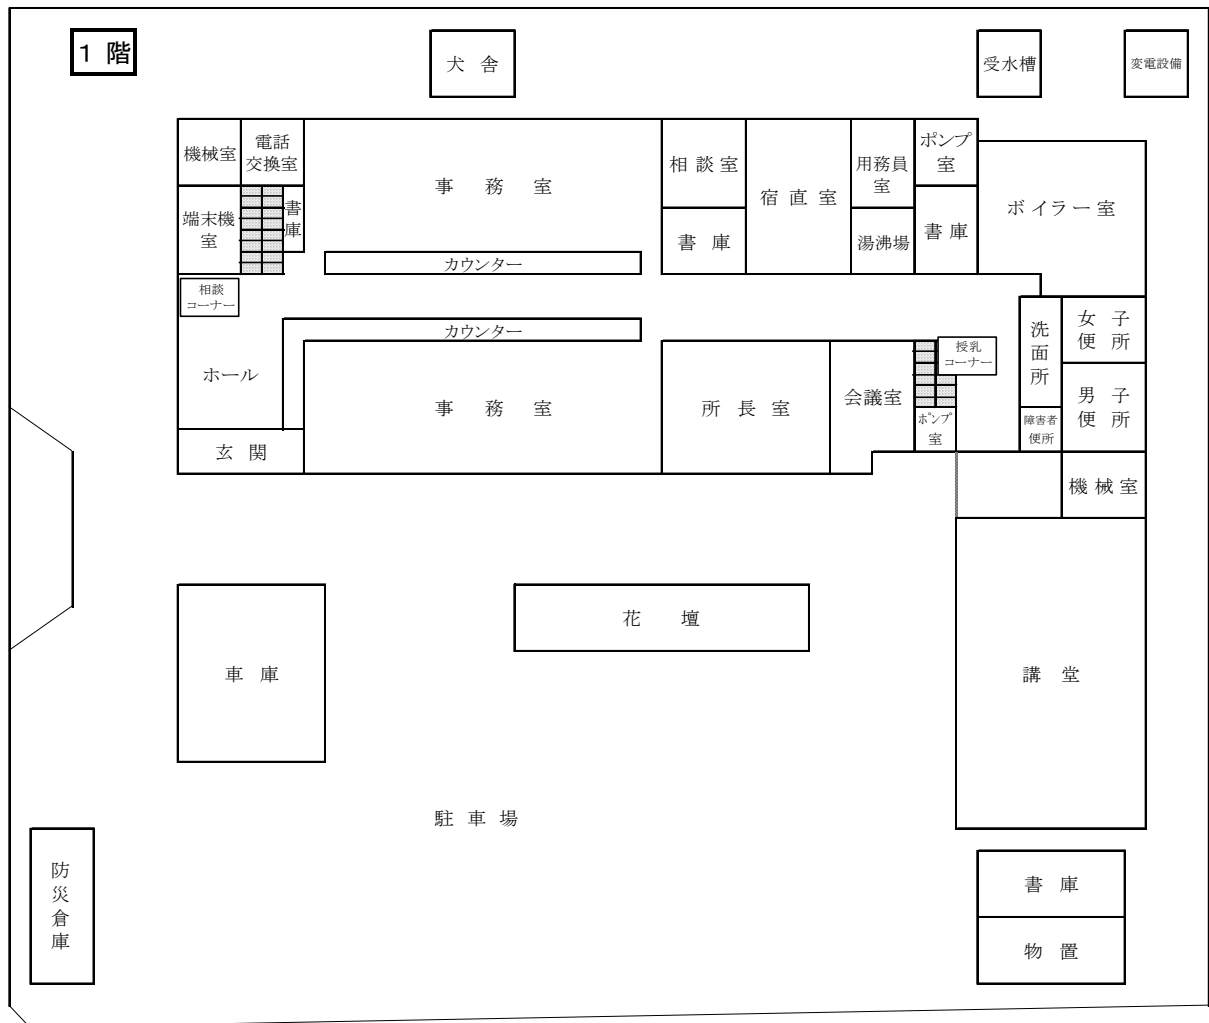 1 階
犬 舎
受水槽
変電設備
機械室
電話
交換室
事 務 室
相 談 室
宿 直 室
用務員
室
ポンプ
室
ボイラー室
端末機
室
書
庫
書 庫
湯沸場
書 庫
カウンター
相談
コーナー
カウンター
ホール
事 務 室
所 長 室
会議室
授乳
コーナー
ポンプ
室
洗
面
所
女 子
便 所
男 子
便 所
障害者
便所
玄 関
機 械 室
車 庫
花 壇
講 堂
駐 車 場
防
災
倉
庫
書 庫
物 置